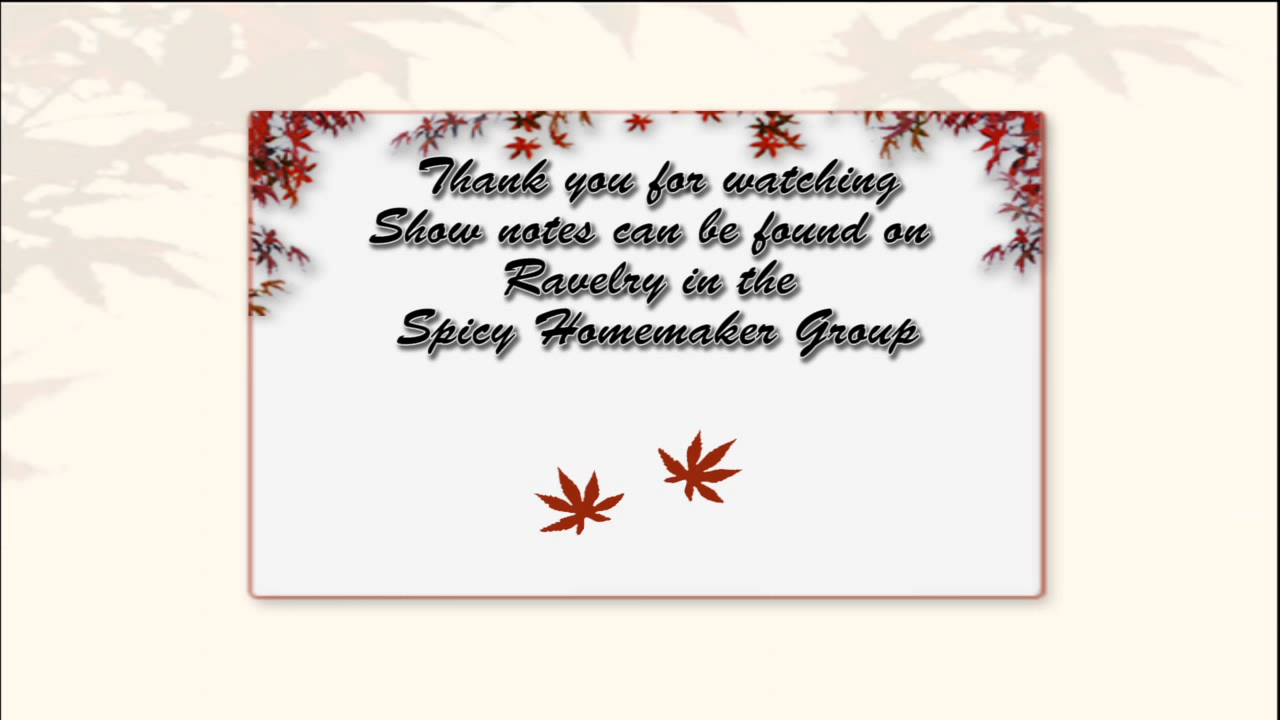 Thank you for watching
Show notes can be found on
Ravelry in the
Spicy Homemaker Group